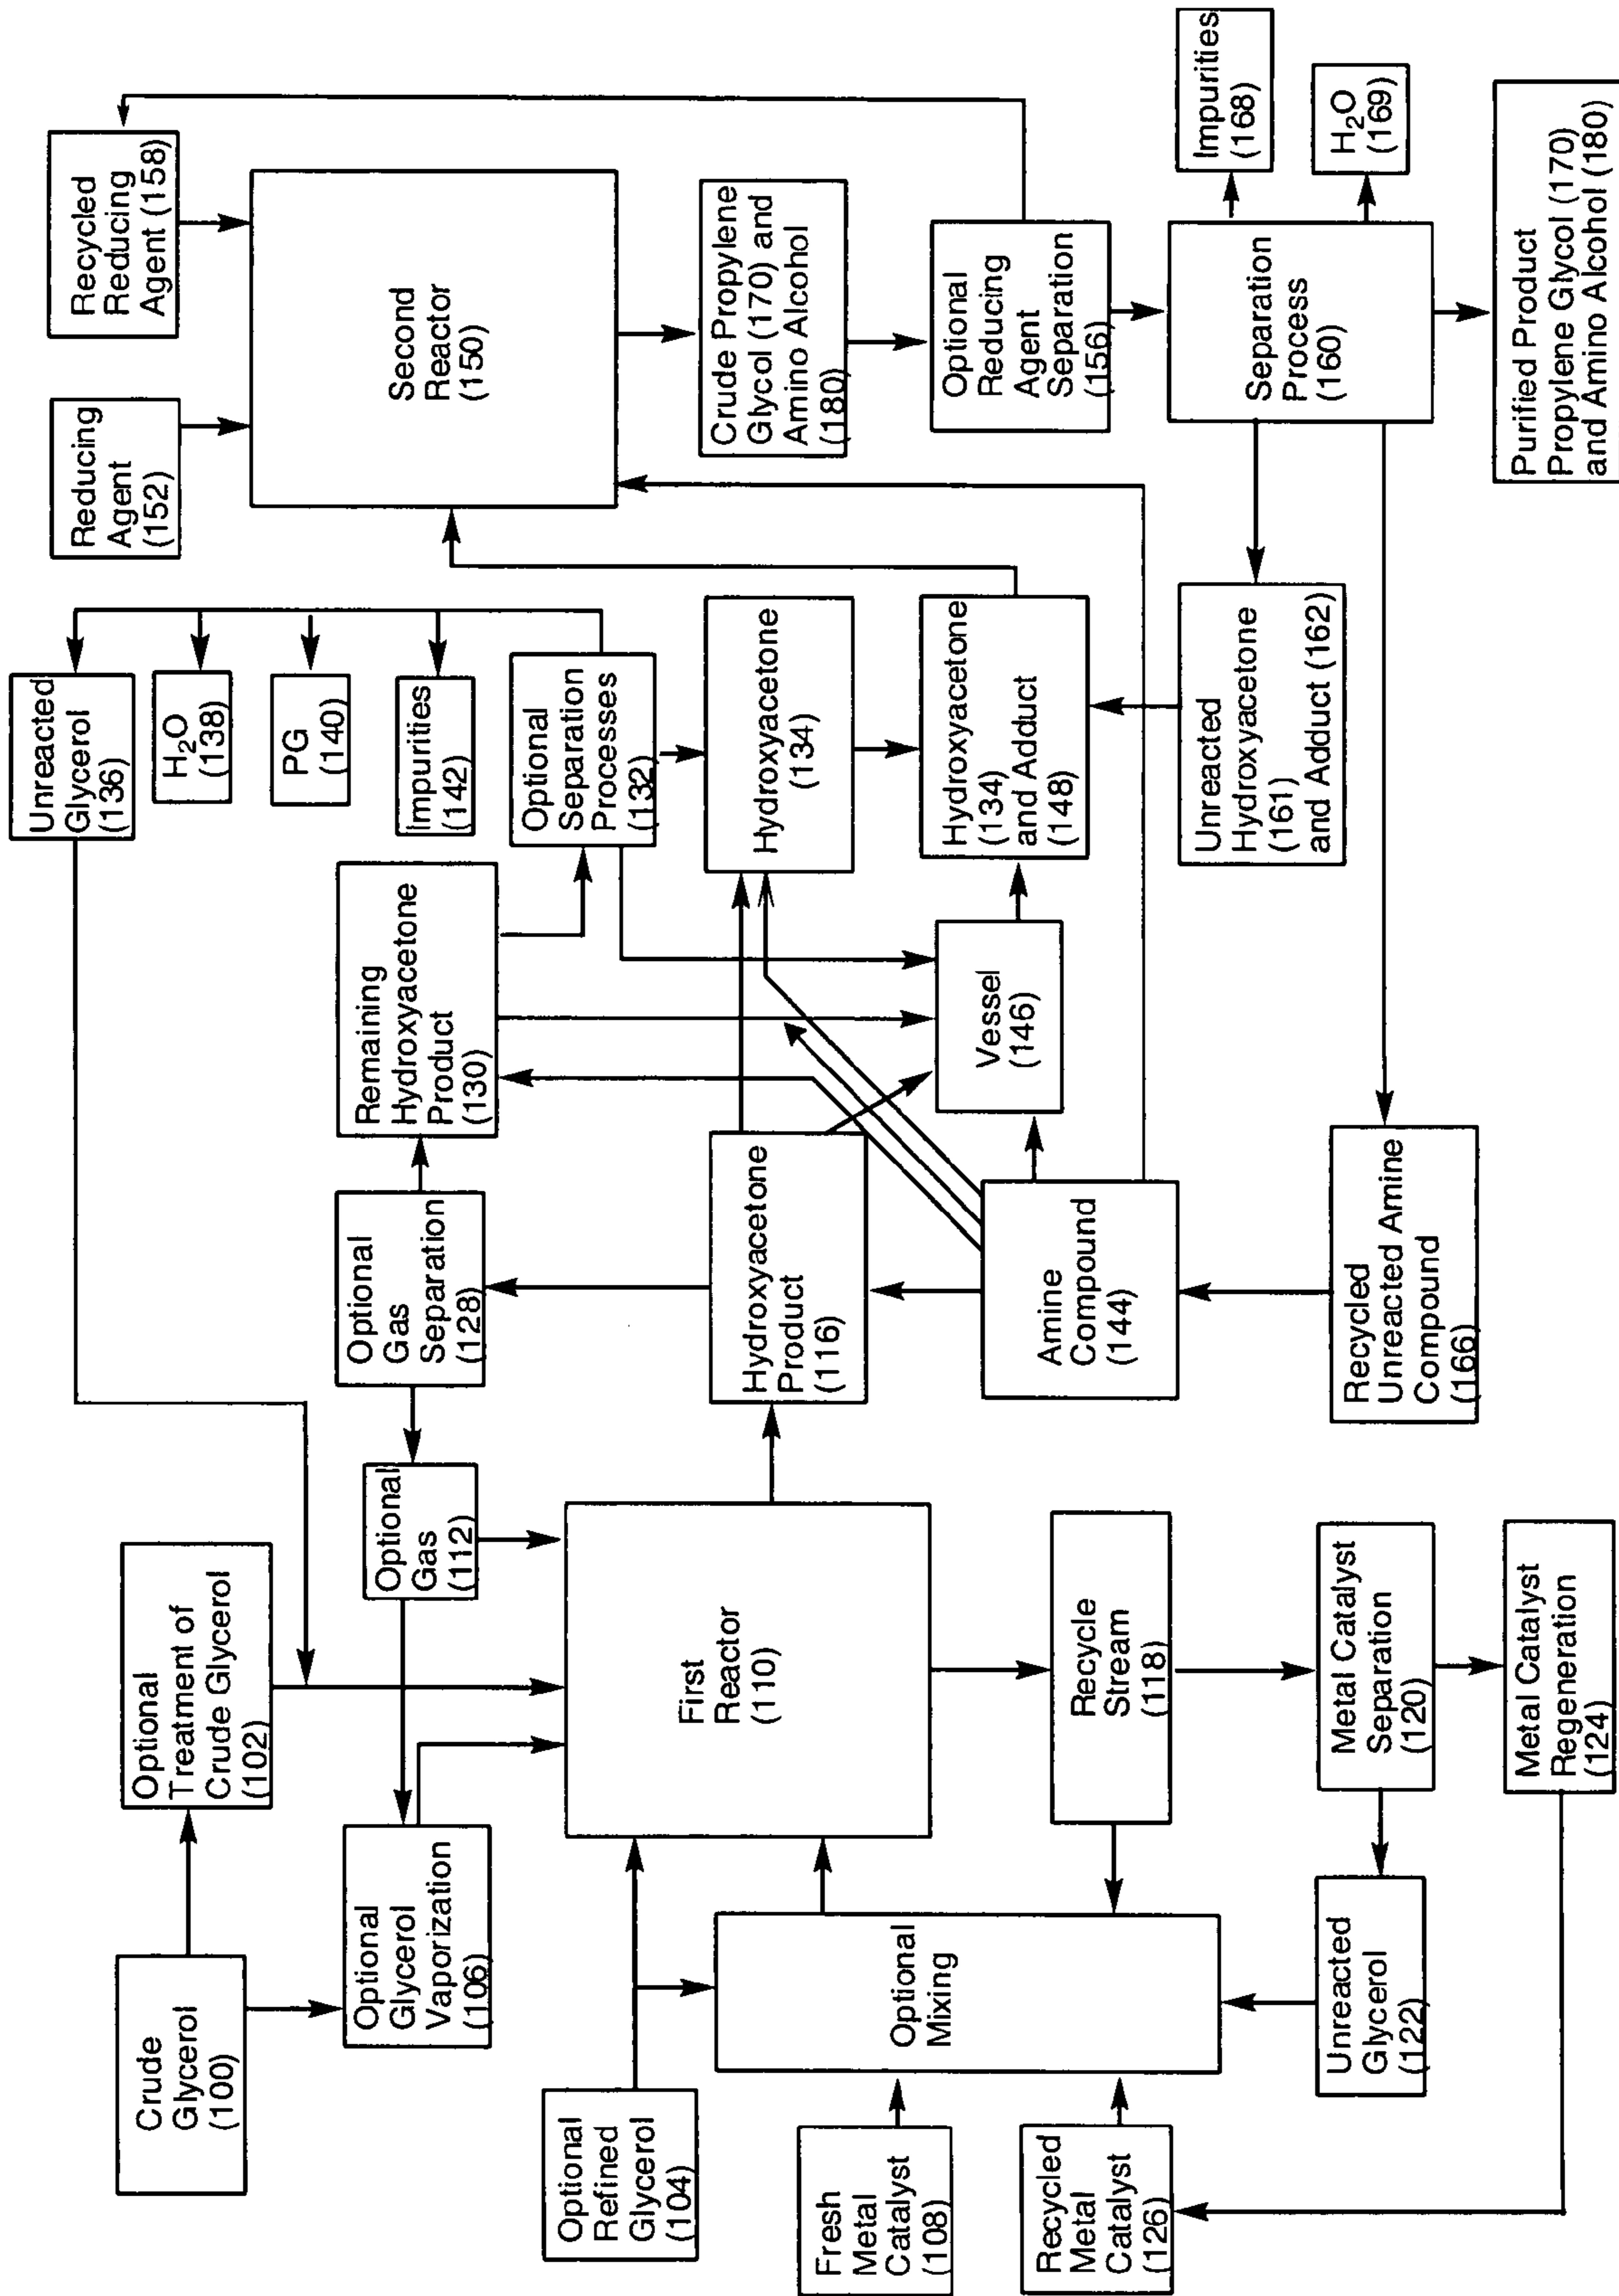 Crude
Glycerol
(100)
Optional
Treatment of
Crude Glycerol
(102)
Unreacted
Glycerol
(136)
H₂O
(138)
PG
(140)
Impurities
(142)
Reducing
Agent
(152)
Recycled
Reducing
Agent (158)
Optional
Glycerol
Vaporization
(106)
Optional
Gas
(112)
Optional
Gas
Separation
(128)
Remaining
Hydroxyacetone
Product
(130)
Optional
Separation
Processes
(132)
Second
Reactor
(150)
Optional
Refined
Glycerol
(104)
First
Reactor
(110)
Hydroxyacetone
Product
(116)
Hydroxyacetone
(134)
Crude Propylene
Glycol (170) and
Amino Alcohol
(180)
Optional
Mixing
Fresh
Metal
Catalyst
(108)
Vessel
(146)
Hydroxyacetone
(134)
and Adduct
(148)
Optional
Reducing
Agent
Separation
(156)
Recycled
Metal
Catalyst
(126)
Recycle
Stream
(118)
Amine
Compound
(144)
Unreacted
Hydroxyacetone
(161)
and Adduct (162)
Separation
Process
(160)
Impurities
(168)
H₂O
(169)
Unreacted
Glycerol
(122)
Metal Catalyst
Separation
(120)
Recycled
Unreacted Amine
Compound
(166)
Metal Catalyst
Regeneration
(124)
Purified Product
Propylene Glycol (170)
and Amino Alcohol (180)